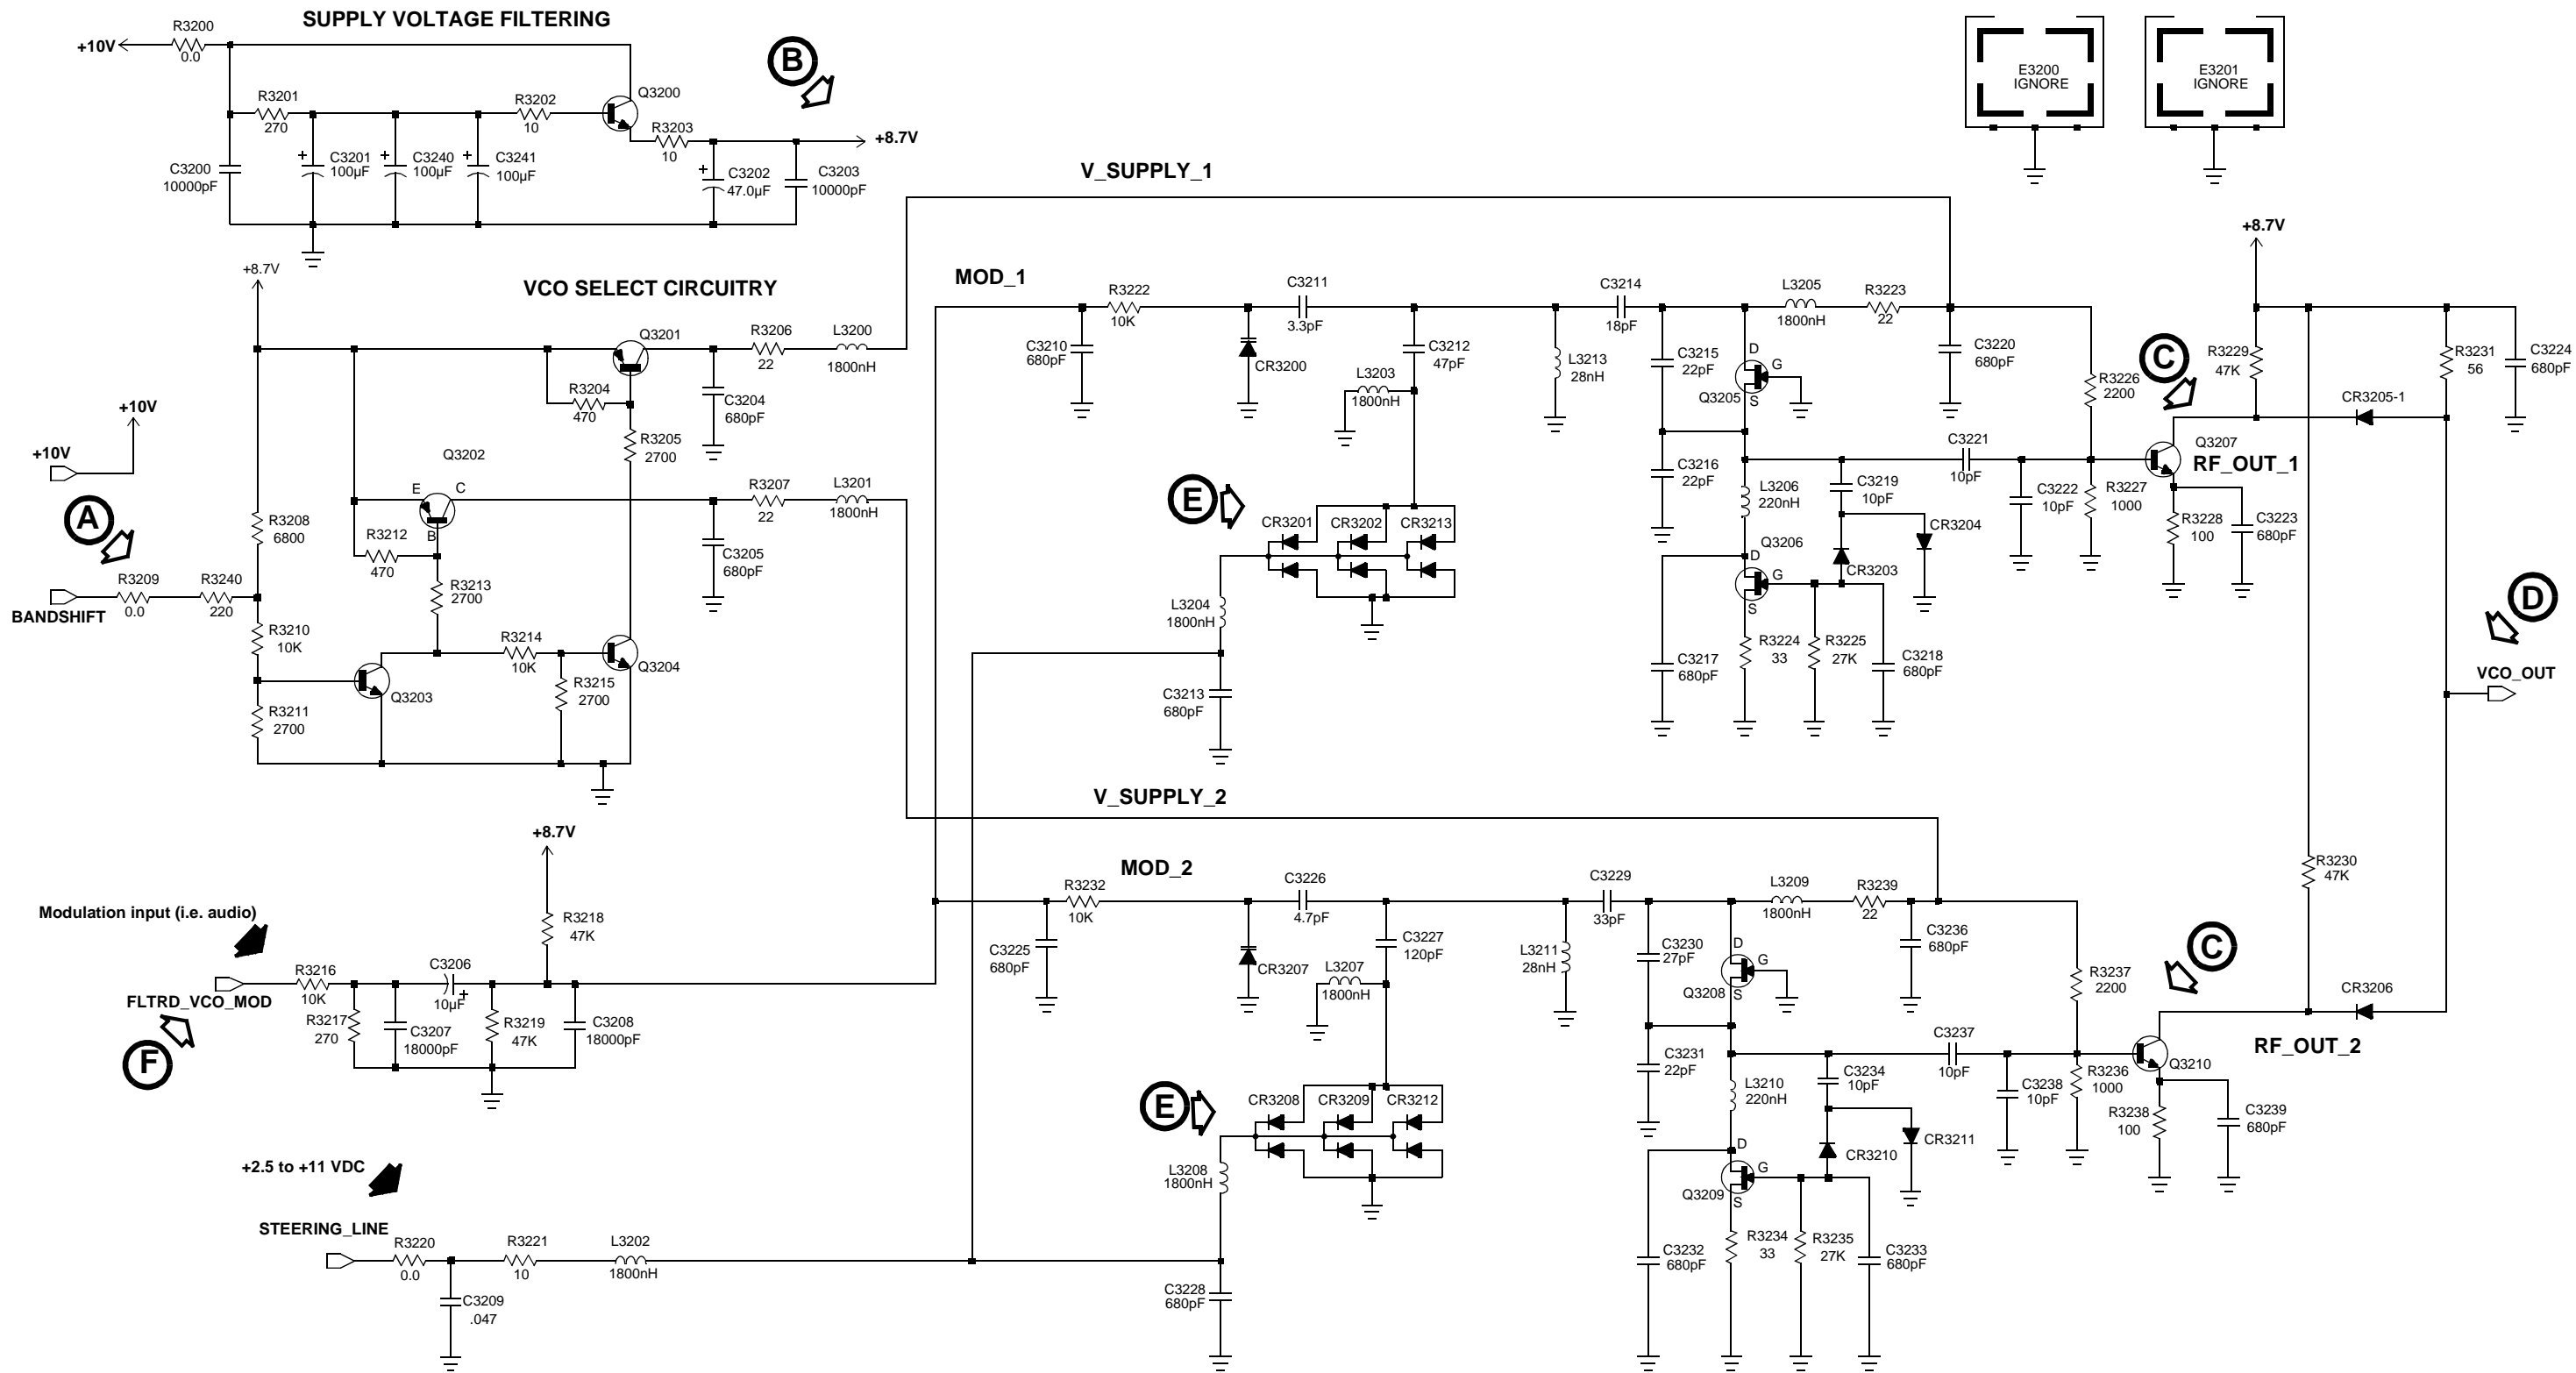 SUPPLY VOLTAGE FILTERING
+10V
R3200
0.0
R3201
270
R3202
10
Q3200
R3203
10
+8.7V
B
C3200
10000pF
+
C3201
100µF
+
C3240
100µF
+
C3241
100µF
+
C3202
47.0µF
C3203
10000pF
E3200
IGNORE
E3201
IGNORE
V_SUPPLY_1
+8.7V
VCO SELECT CIRCUITRY
Q3201
R3206
22
L3200
1800nH
R3204
470
C3204
680pF
R3205
2700
+10V
+10V
Q3202
E
C
B
R3207
22
L3201
1800nH
A
R3208
6800
R3212
470
C3205
680pF
R3213
2700
R3209
0.0
R3240
220
BANDSHIFT
R3210
10K
R3214
10K
Q3204
Q3203
R3215
2700
R3211
2700
MOD_1
R3222
10K
C3210
680pF
CR3200
C3211
3.3pF
C3212
47pF
L3203
1800nH
L3213
28nH
C3214
18pF
C3215
22pF
L3205
1800nH
R3223
22
D
G
Q3205
S
C3220
680pF
C3216
22pF
L3206
220nH
C3219
10pF
C3221
10pF
C3222
10pF
R3226
2200
R3227
1000
Q3207
RF_OUT_1
C
+8.7V
R3229
47K
R3231
56
C3224
680pF
CR3205-1
R3228
100
C3223
680pF
E
CR3201
CR3202
CR3213
L3204
1800nH
C3213
680pF
CR3204
CR3203
Q3206
D
G
S
R3224
33
R3225
27K
C3217
680pF
C3218
680pF
D
VCO_OUT
V_SUPPLY_2
+8.7V
Modulation input (i.e. audio)
R3218
47K
R3216
10K
C3206
10µF
+
FLTRD_VCO_MOD
R3217
270
C3207
18000pF
R3219
47K
C3208
18000pF
F
MOD_2
R3232
10K
C3225
680pF
CR3207
C3226
4.7pF
C3227
120pF
L3207
1800nH
L3211
28nH
C3229
33pF
C3230
27pF
L3209
1800nH
R3239
22
D
G
Q3208
S
C3236
680pF
R3230
47K
R3237
2200
C
CR3206
C3231
22pF
L3210
220nH
C3234
10pF
C3237
10pF
C3238
10pF
R3236
1000
Q3210
RF_OUT_2
R3238
100
C3239
680pF
E
CR3208
CR3209
CR3212
L3208
1800nH
CR3211
CR3210
D
G
Q3209
S
R3234
33
R3235
27K
C3232
680pF
C3233
680pF
+2.5 to +11 VDC
STEERING_LINE
R3220
0.0
R3221
10
L3202
1800nH
C3209
.047
C3228
680pF